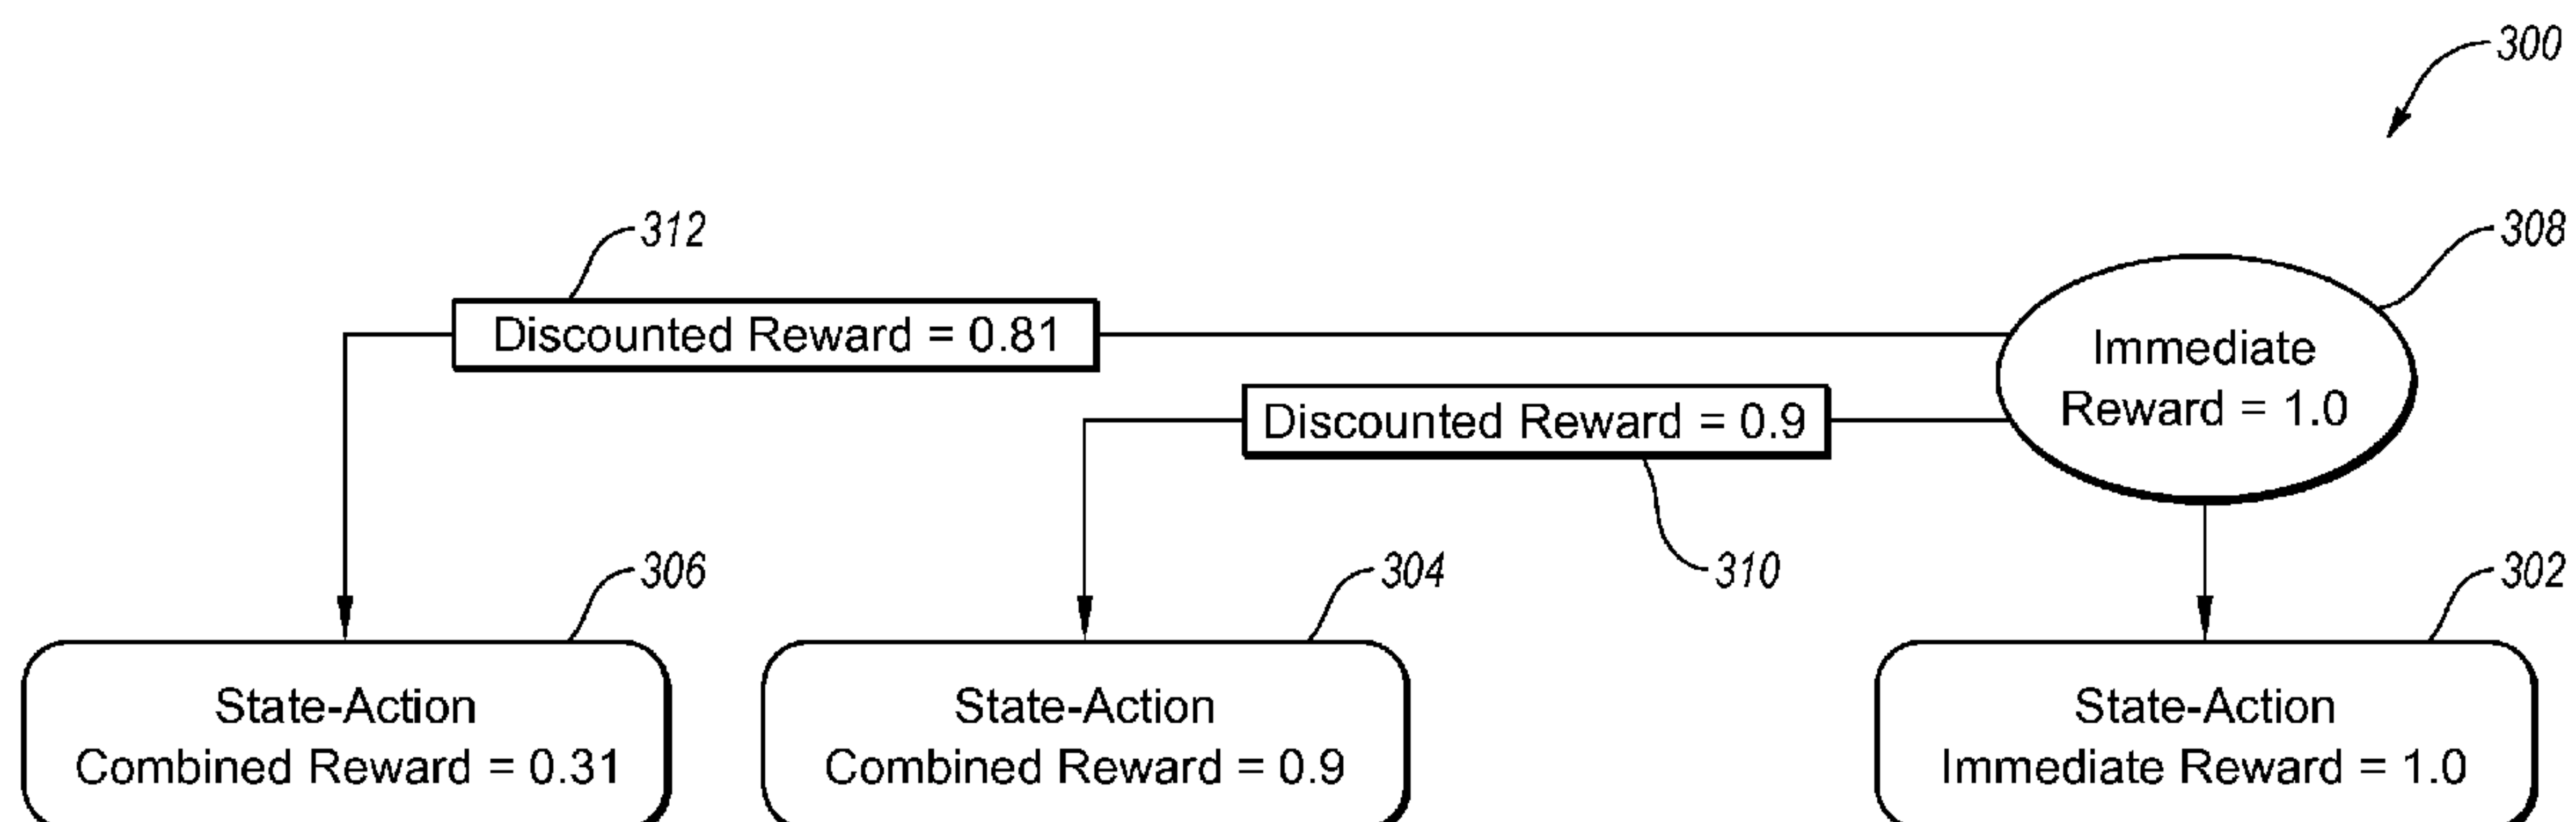 300
312
308
Discounted Reward = 0.81
Immediate
Reward = 1.0
Discounted Reward = 0.9
306
304
310
302
State-Action
Combined Reward = 0.31
State-Action
Combined Reward = 0.9
State-Action
Immediate Reward = 1.0